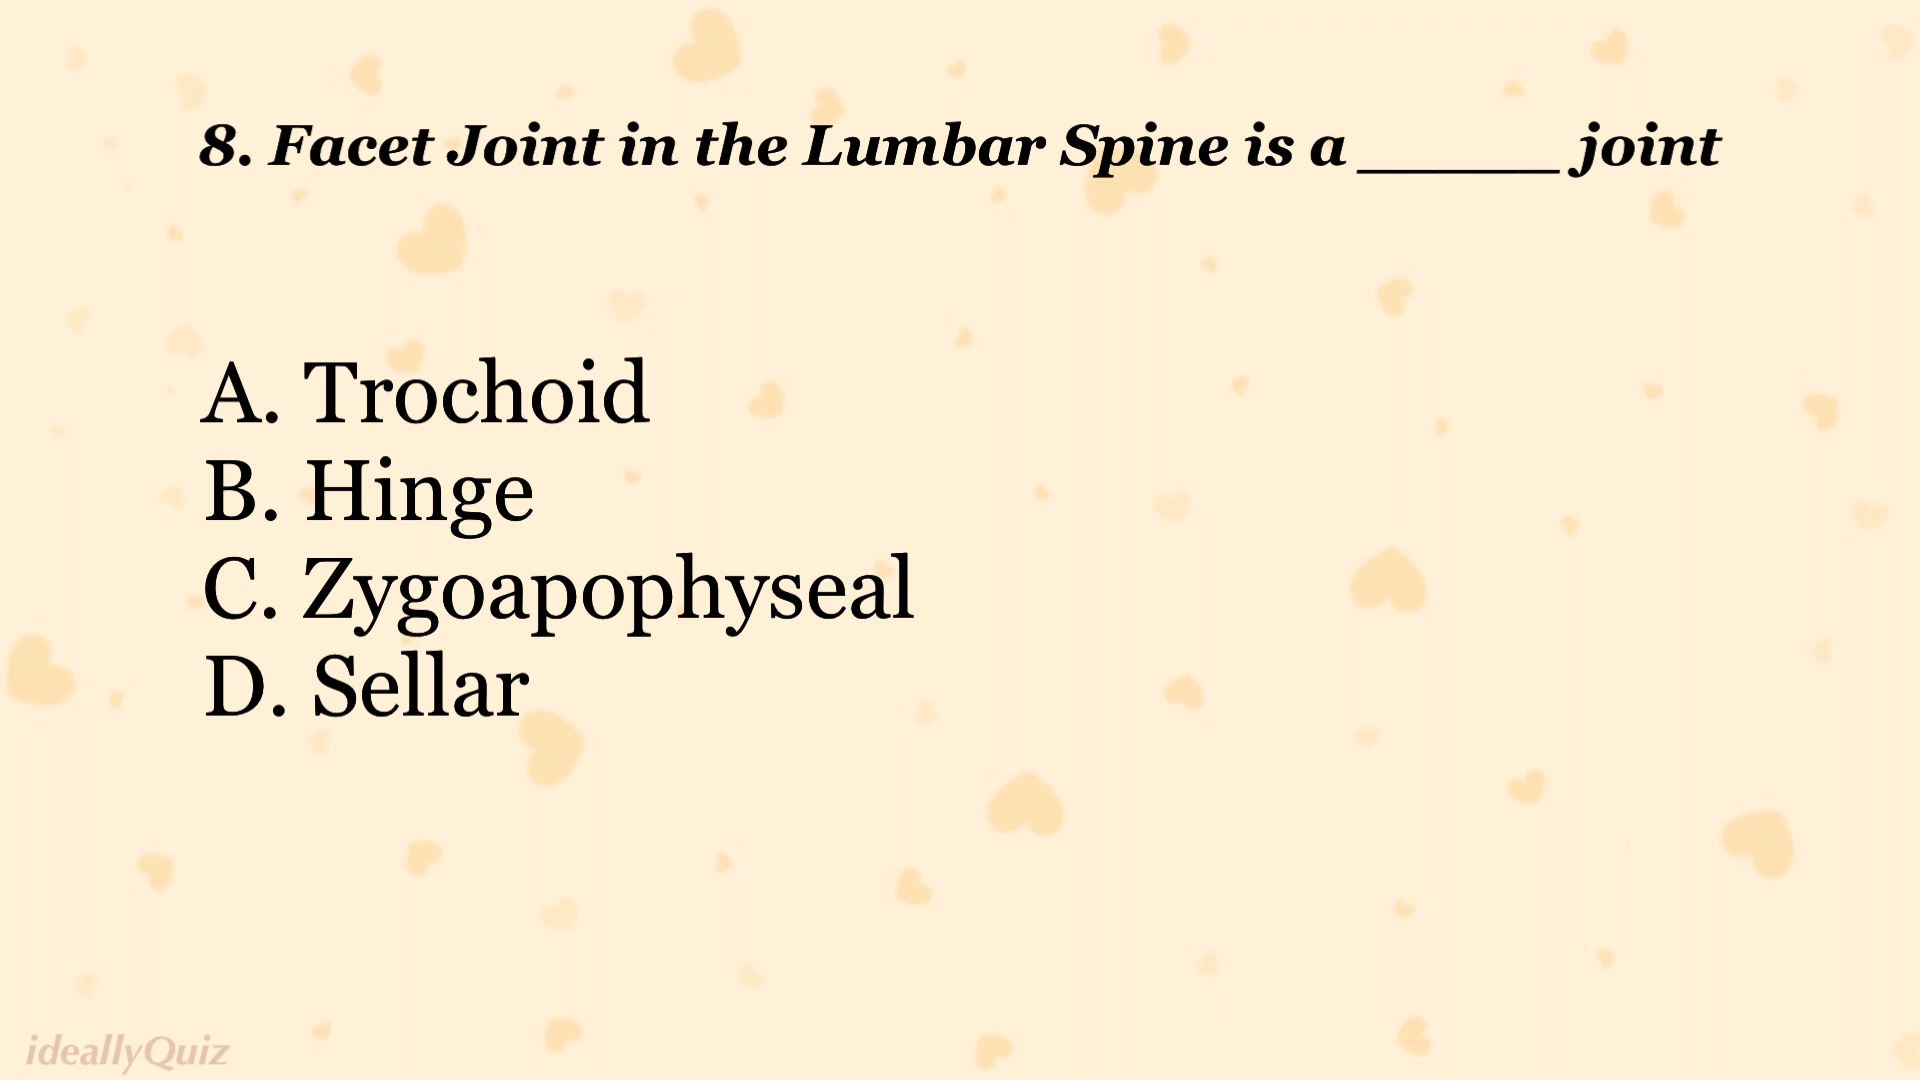 8. Facet Joint in the Lumbar Spine is a ______ joint
A. Trochoid
B. Hinge
C. Zygoapophyseal
D. Sellar
ideallyQuiz